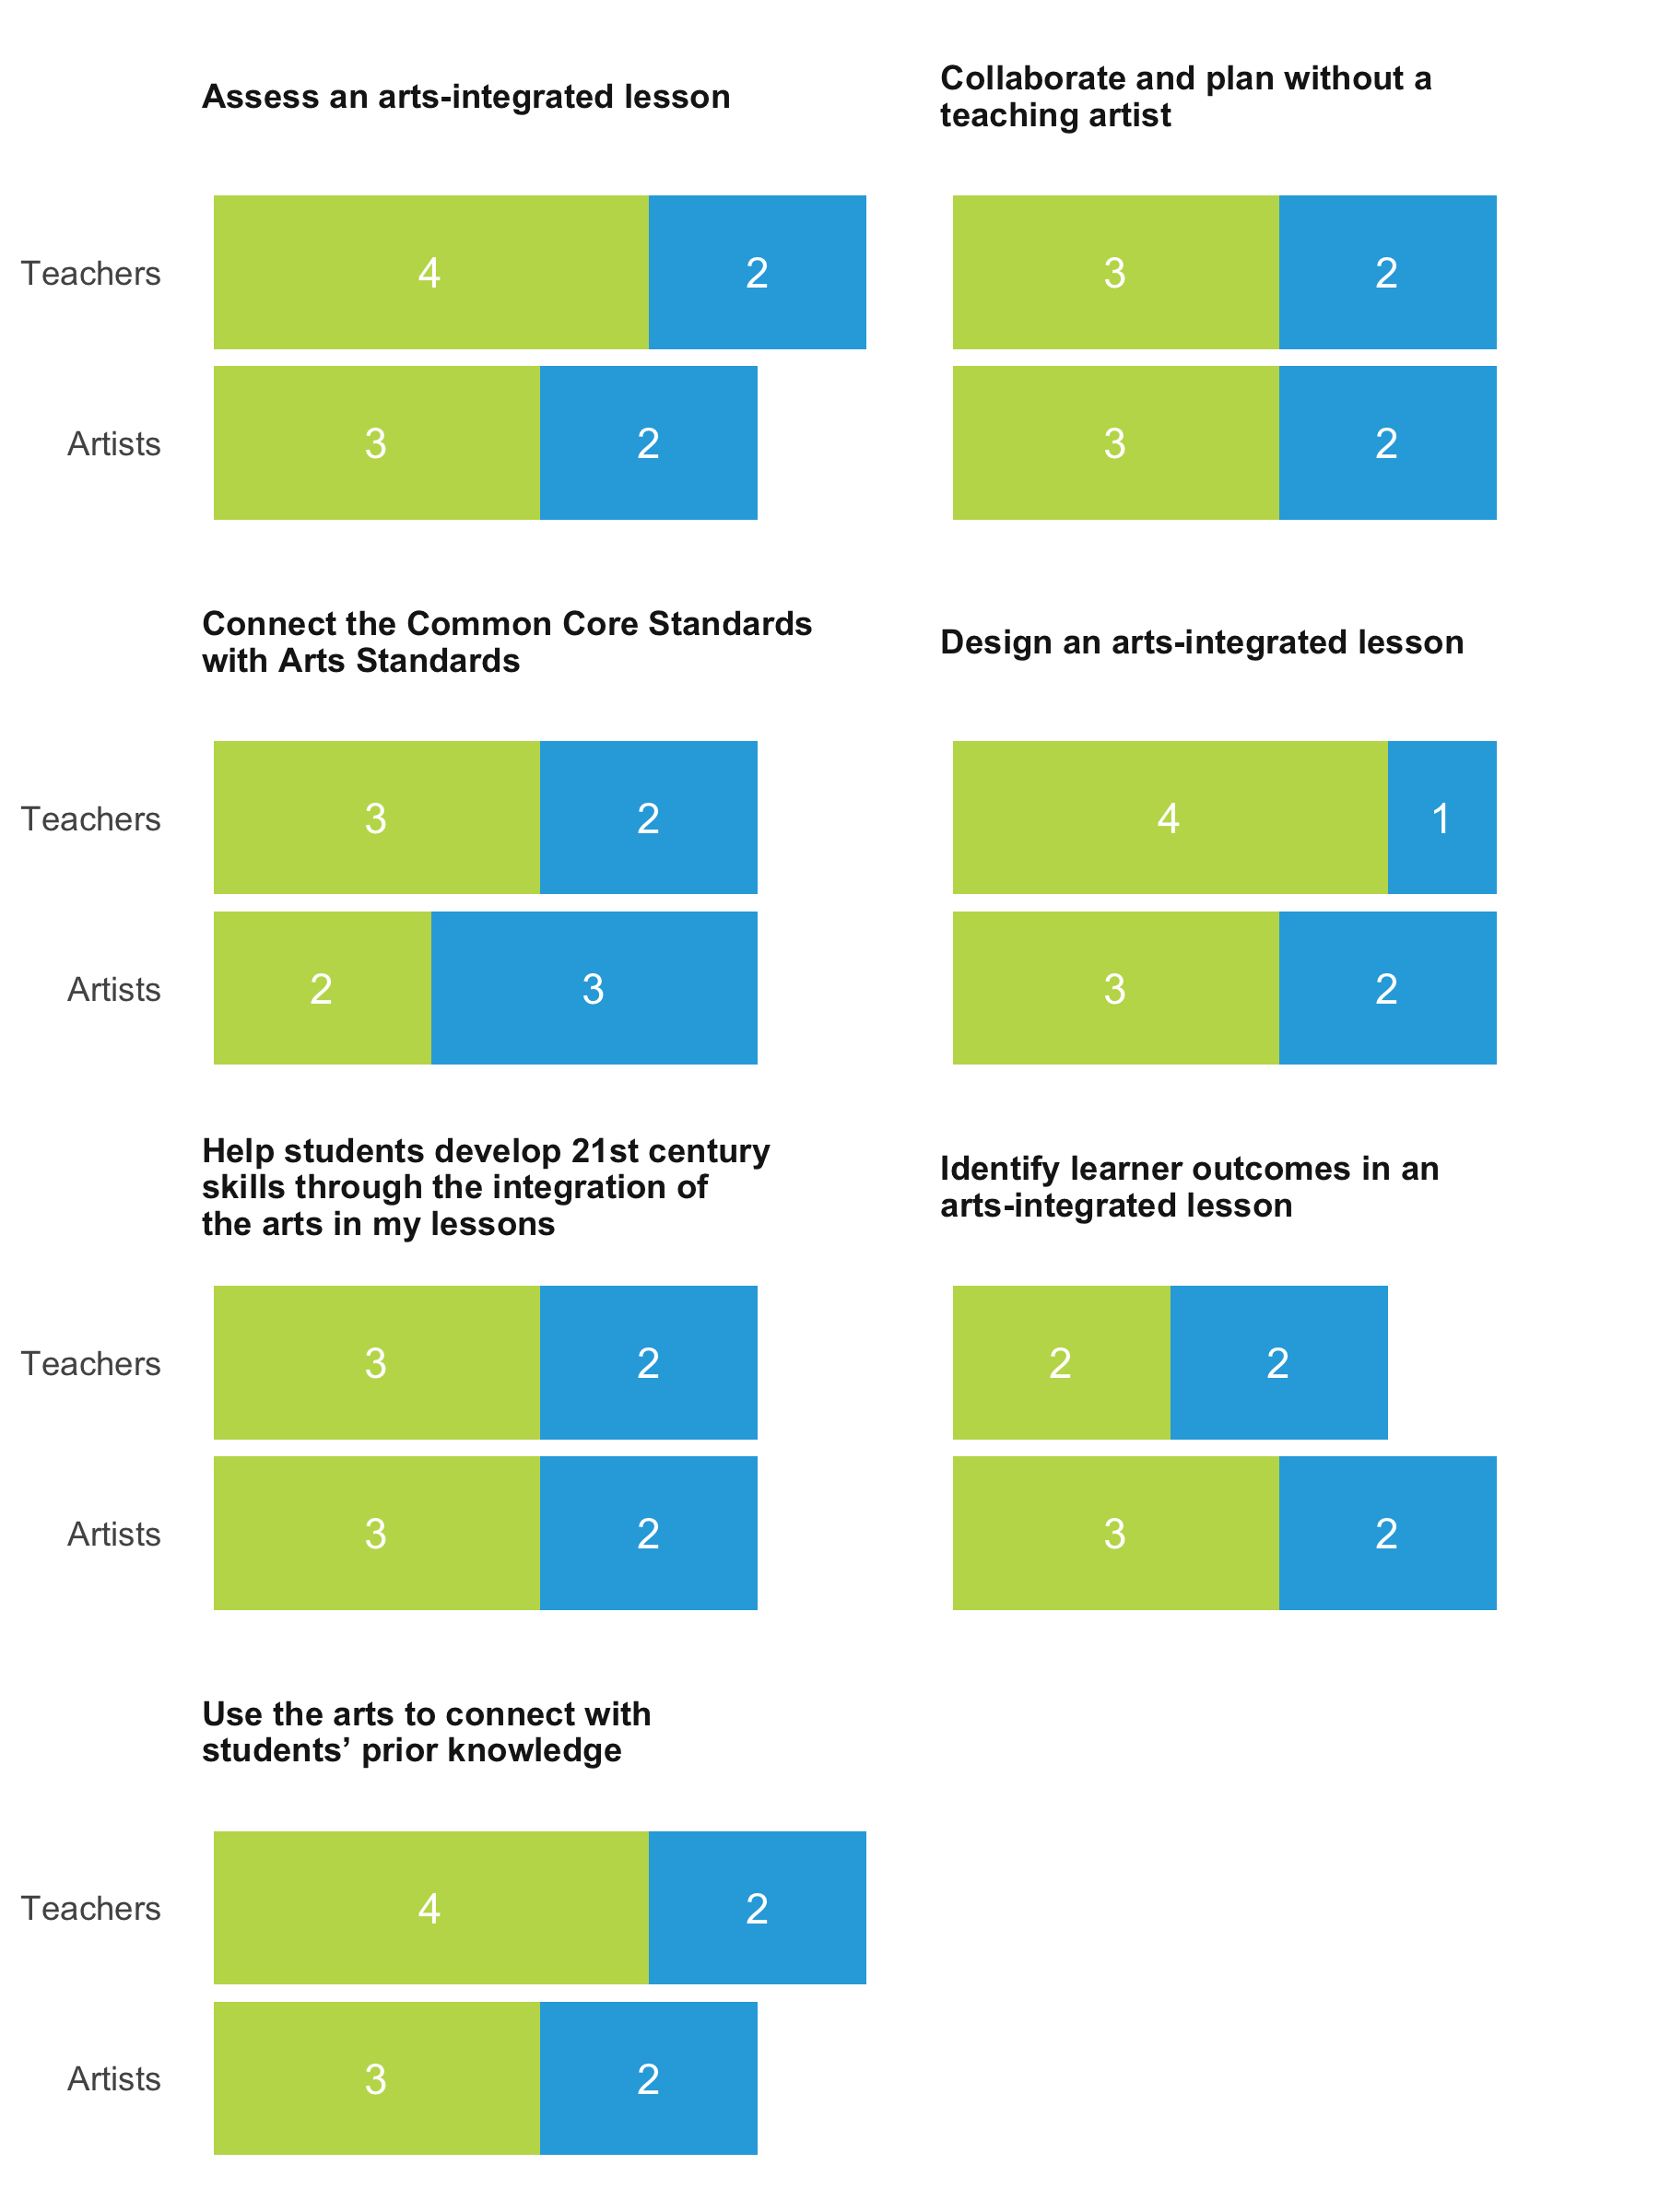 Assess an arts-integrated lesson
Teachers 4 2
Artists 3 2
Collaborate and plan without a
teaching artist
3 2
3 2
Connect the Common Core Standards
with Arts Standards
Teachers 3 2
Artists 2 3
Design an arts-integrated lesson
4 1
3 2
Help students develop 21st century
skills through the integration of
the arts in my lessons
Teachers 3 2
Artists 3 2
Identify learner outcomes in an
arts-integrated lesson
2 2
3 2
Use the arts to connect with
students’ prior knowledge
Teachers 4 2
Artists 3 2